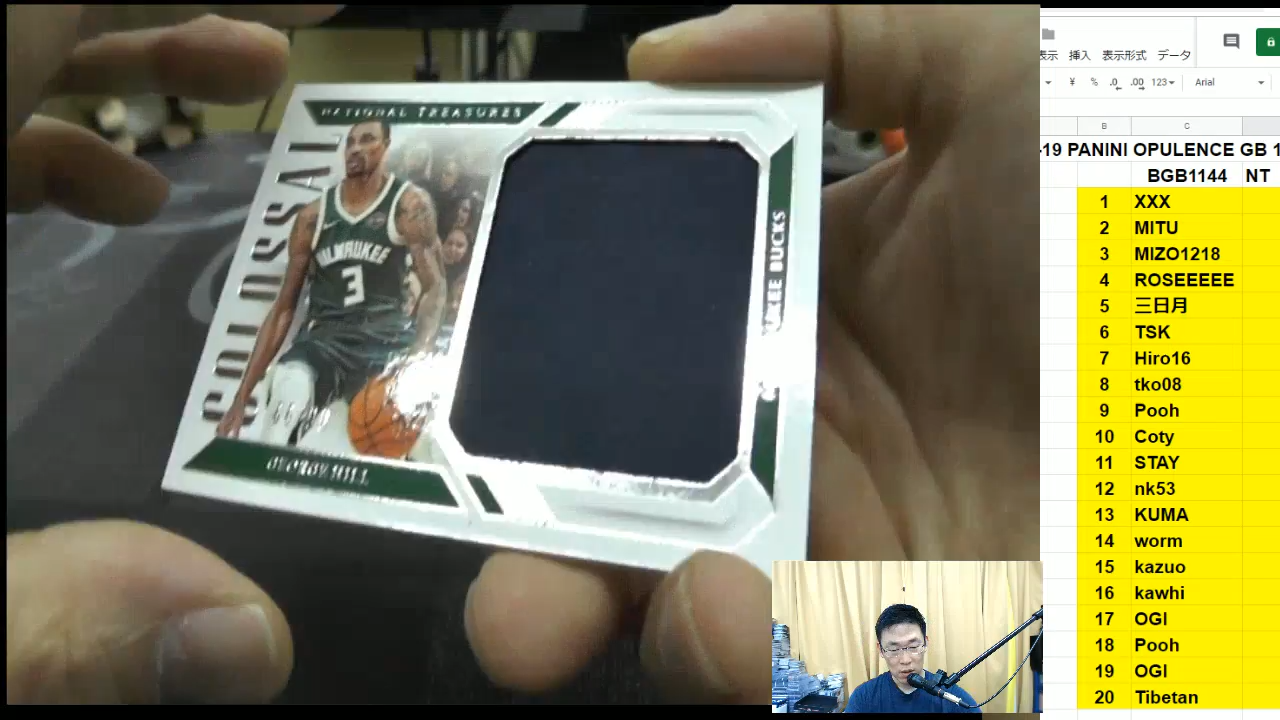 NATIONAL TREASURES
COLOSSAL
MILWAUKEE
3
GEORGE HILL
表示 挿入 表示形式 データ
¥ % .0 .00 123 Arial
B C
-19 PANINI OPULENCE GB 1
BGB1144 NT
1 XXX
2 MITU
3 MIZO1218
4 ROSEEEEE
5 三日月
6 TSK
7 Hiro16
8 tko08
9 Pooh
10 Coty
11 STAY
12 nk53
13 KUMA
14 worm
15 kazuo
16 kawhi
17 OGI
18 Pooh
19 OGI
20 Tibetan